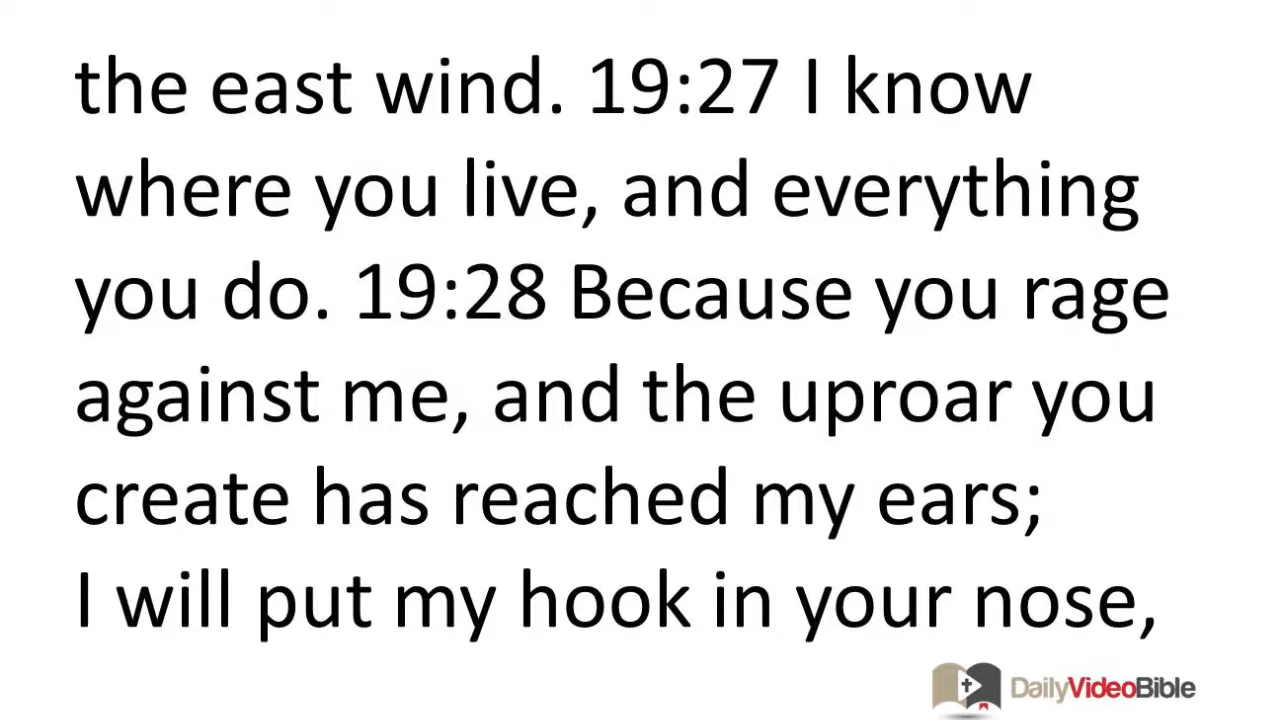 the east wind. 19:27 I know
where you live, and everything
you do. 19:28 Because you rage
against me, and the uproar you
create has reached my ears;
I will put my hook in your nose,
DailyVideoBible